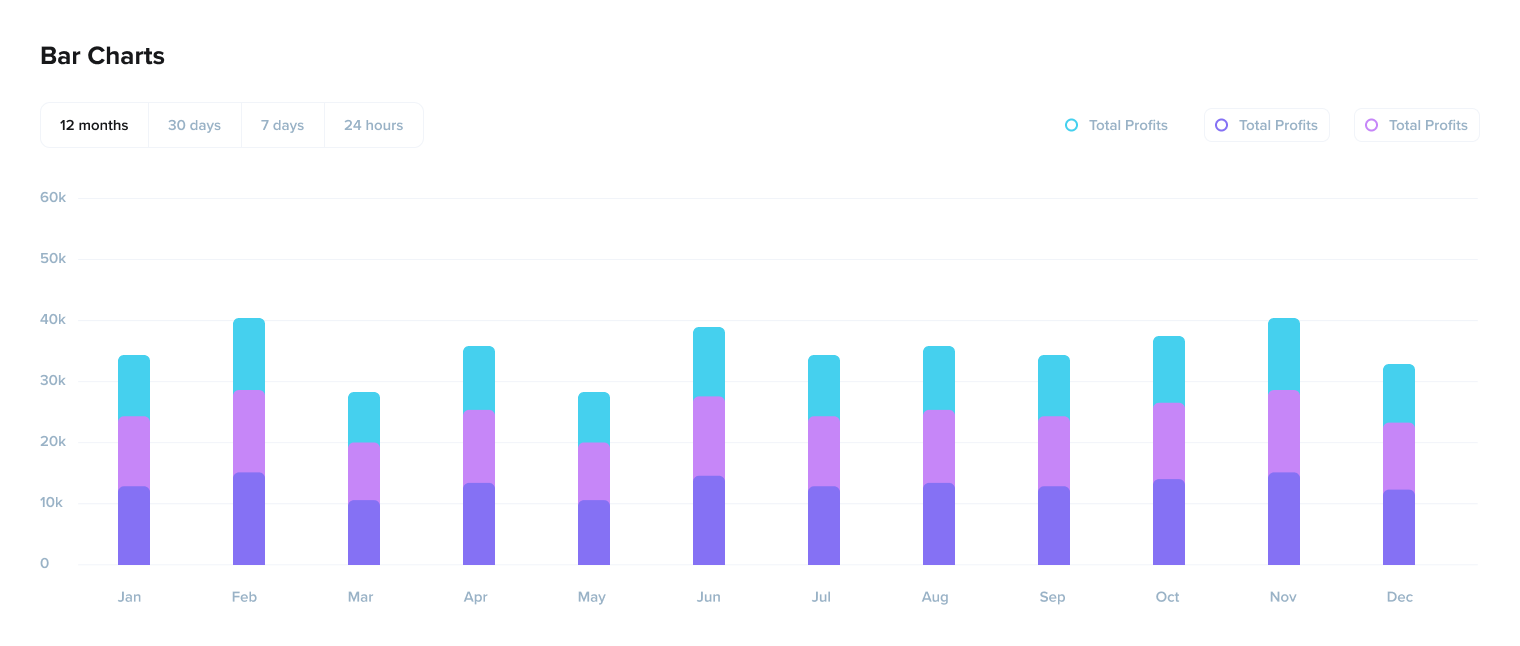 Bar Charts
12 months 30 days 7 days 24 hours Total Profits Total Profits Total Profits
60k
50k
40k
30k
20k
10k
0
Jan Feb Mar Apr May Jun Jul Aug Sep Oct Nov Dec